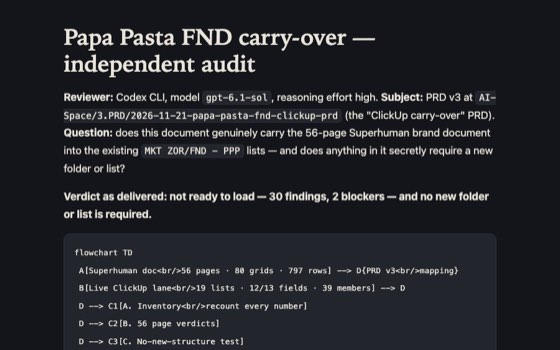 Papa Pasta FND carry-over —
independent audit
Reviewer: Codex CLI, model gpt-6.1-sol, reasoning effort high. Subject: PRD v3 at AI-
Space/3.PRD/2026-11-21-papa-pasta-fnd-clickup-prd (the "ClickUp carry-over" PRD).
Question: does this document genuinely carry the 56-page Superhuman brand document
into the existing MKT ZOR/FND - PPP lists — and does anything in it secretly require a new
folder or list?
Verdict as delivered: not ready to load — 30 findings, 2 blockers — and no new folder
or list is required.
flowchart TD
A[Superhuman doc<br/>56 pages · 80 grids · 797 rows] --> D{PRD v3<br/>mapping}
B[Live ClickUp lane<br/>19 lists · 12/13 fields · 39 members] --> D
D --> C1[A. Inventory<br/>recount every number]
D --> C2[B. 56 page verdicts]
D --> C3[C. No-new-structure test]